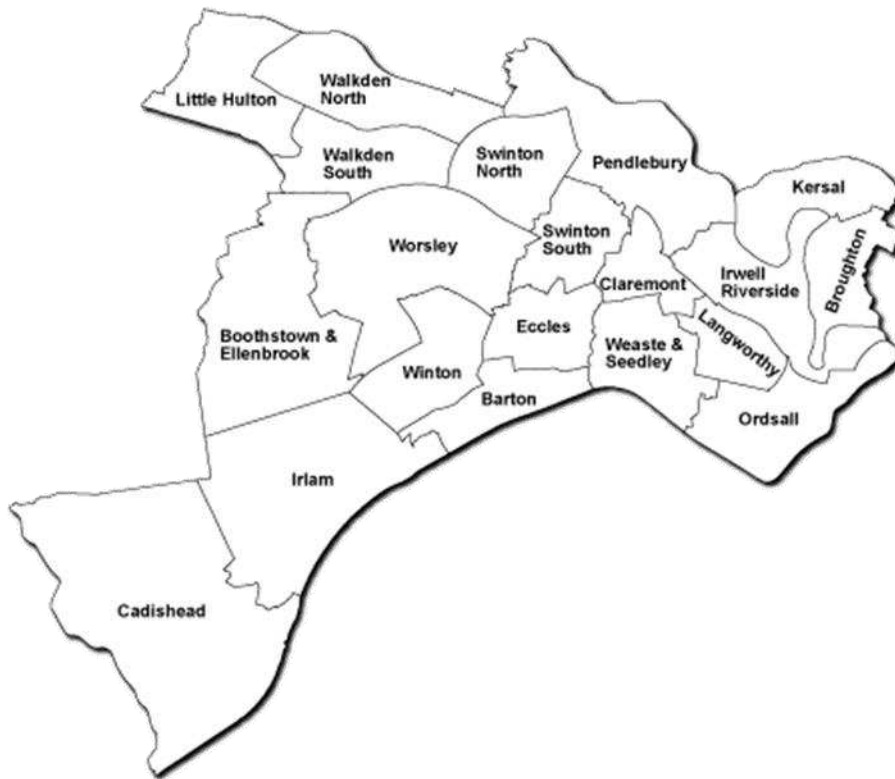 Little Hulton
Walkden
North
Walkden
South
Swinton
North
Pendlebury
Kersal
Worsley
Swinton
South
Claremont
Irwell
Riverside
Broughton
Boothstown &
Ellenbrook
Winton
Eccles
Weaste &
Seedley
Langworthy
Barton
Ordsall
Irlam
Cadishead